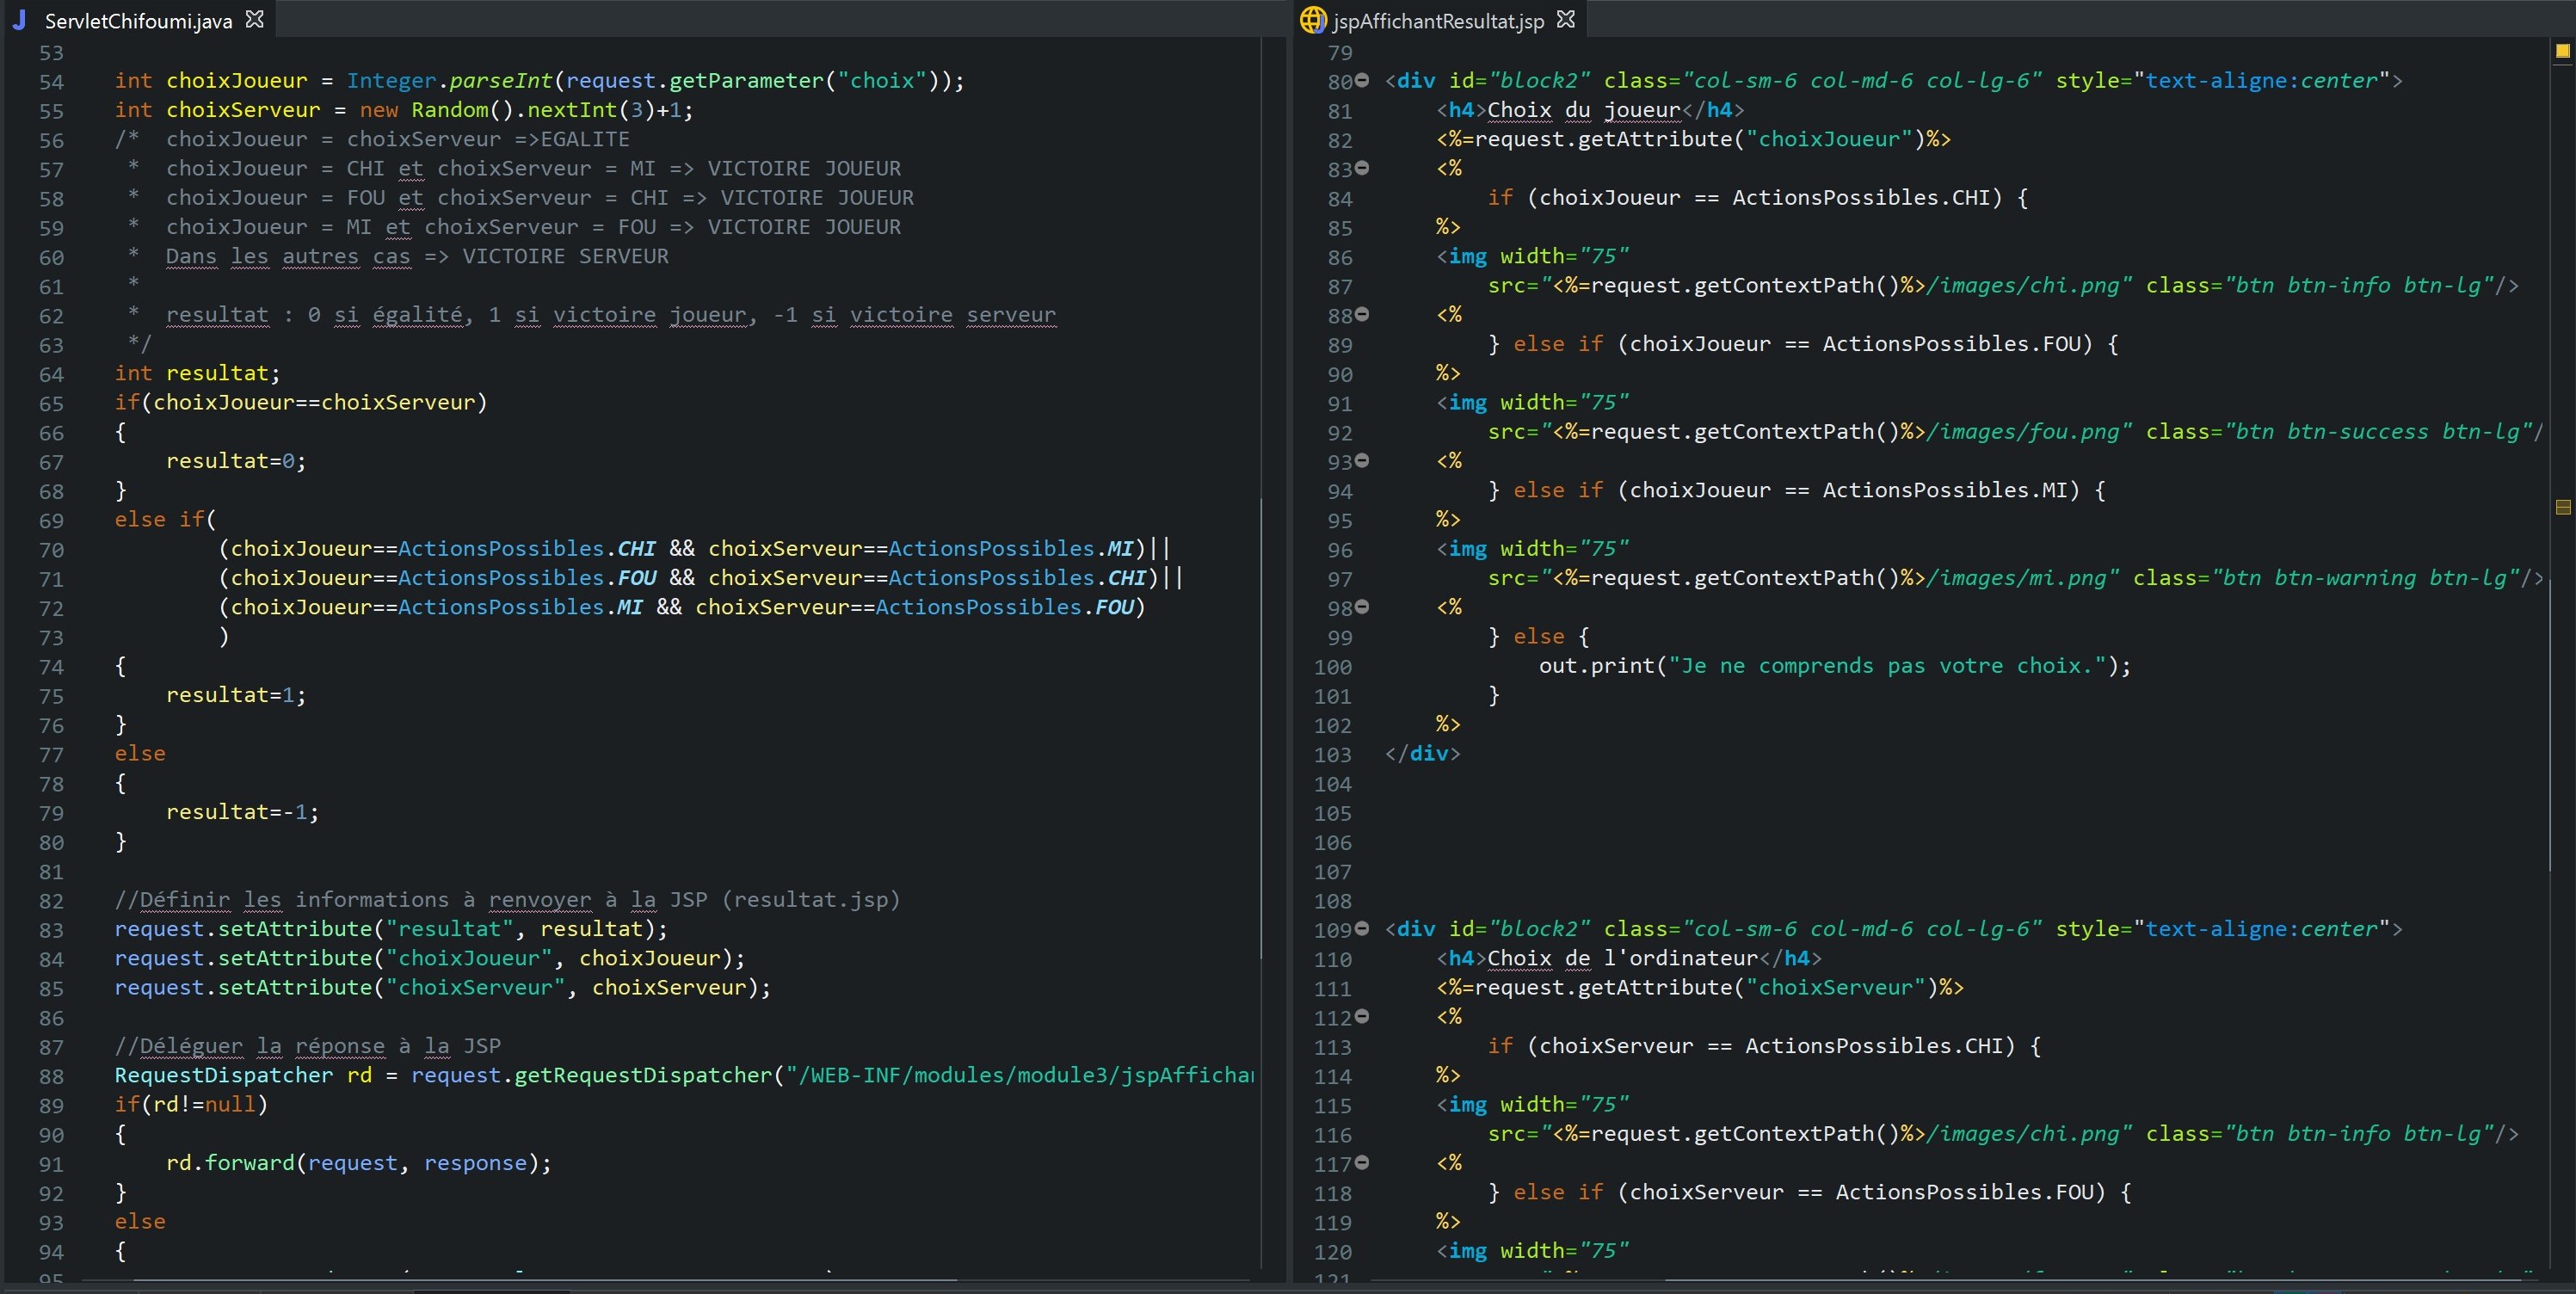 ServletChifoumi.java
53
54 int choixJoueur = Integer.parseInt(request.getParameter("choix"));
55 int choixServeur = new Random().nextInt(3)+1;
56 /* choixJoueur = choixServeur =>EGALITE
57 * choixJoueur = CHI et choixServeur = MI => VICTOIRE JOUEUR
58 * choixJoueur = FOU et choixServeur = CHI => VICTOIRE JOUEUR
59 * choixJoueur = MI et choixServeur = FOU => VICTOIRE JOUEUR
60 * Dans les autres cas => VICTOIRE SERVEUR
61 *
62 * resultat : 0 si égalité, 1 si victoire joueur, -1 si victoire serveur
63 */
64 int resultat;
65 if(choixJoueur==choixServeur)
66 {
67 resultat=0;
68 }
69 else if(
70 (choixJoueur==ActionsPossibles.CHI && choixServeur==ActionsPossibles.MI)||
71 (choixJoueur==ActionsPossibles.FOU && choixServeur==ActionsPossibles.CHI)||
72 (choixJoueur==ActionsPossibles.MI && choixServeur==ActionsPossibles.FOU)
73 )
74 {
75 resultat=1;
76 }
77 else
78 {
79 resultat=-1;
80 }
81
82 //Définir les informations à renvoyer à la JSP (resultat.jsp)
83 request.setAttribute("resultat", resultat);
84 request.setAttribute("choixJoueur", choixJoueur);
85 request.setAttribute("choixServeur", choixServeur);
86
87 //Déléguer la réponse à la JSP
88 RequestDispatcher rd = request.getRequestDispatcher("/WEB-INF/modules/module3/jspAffichan
89 if(rd!=null)
90 {
91 rd.forward(request, response);
92 }
93 else
94 {
95
jspAffichantResultat.jsp
79
80 <div id="block2" class="col-sm-6 col-md-6 col-lg-6" style="text-aligne:center">
81 <h4>Choix du joueur</h4>
82 <%=request.getAttribute("choixJoueur")%>
83 <%
84 if (choixJoueur == ActionsPossibles.CHI) {
85 %>
86 <img width="75"
87 src="<%=request.getContextPath()%>/images/chi.png" class="btn btn-info btn-lg"/>
88 <%
89 } else if (choixJoueur == ActionsPossibles.FOU) {
90 %>
91 <img width="75"
92 src="<%=request.getContextPath()%>/images/fou.png" class="btn btn-success btn-lg"/
93 <%
94 } else if (choixJoueur == ActionsPossibles.MI) {
95 %>
96 <img width="75"
97 src="<%=request.getContextPath()%>/images/mi.png" class="btn btn-warning btn-lg"/>
98 <%
99 } else {
100 out.print("Je ne comprends pas votre choix.");
101 }
102 %>
103 </div>
104
105
106
107
108
109 <div id="block2" class="col-sm-6 col-md-6 col-lg-6" style="text-aligne:center">
110 <h4>Choix de l'ordinateur</h4>
111 <%=request.getAttribute("choixServeur")%>
112 <%
113 if (choixServeur == ActionsPossibles.CHI) {
114 %>
115 <img width="75"
116 src="<%=request.getContextPath()%>/images/chi.png" class="btn btn-info btn-lg"/>
117 <%
118 } else if (choixServeur == ActionsPossibles.FOU) {
119 %>
120 <img width="75"
121